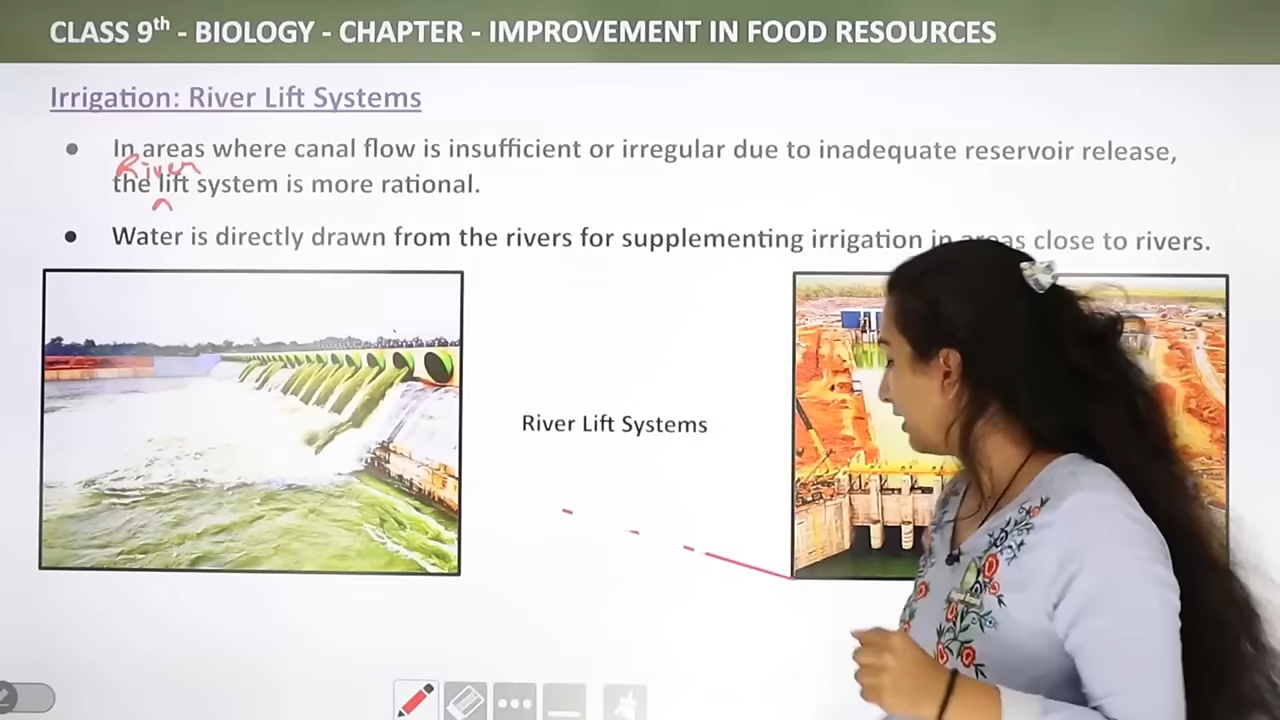 CLASS 9th - BIOLOGY - CHAPTER - IMPROVEMENT IN FOOD RESOURCES
Irrigation: River Lift Systems
• In areas where canal flow is insufficient or irregular due to inadequate reservoir release,
River
the lift system is more rational.
• Water is directly drawn from the rivers for supplementing irrigation in areas close to rivers.
River Lift Systems